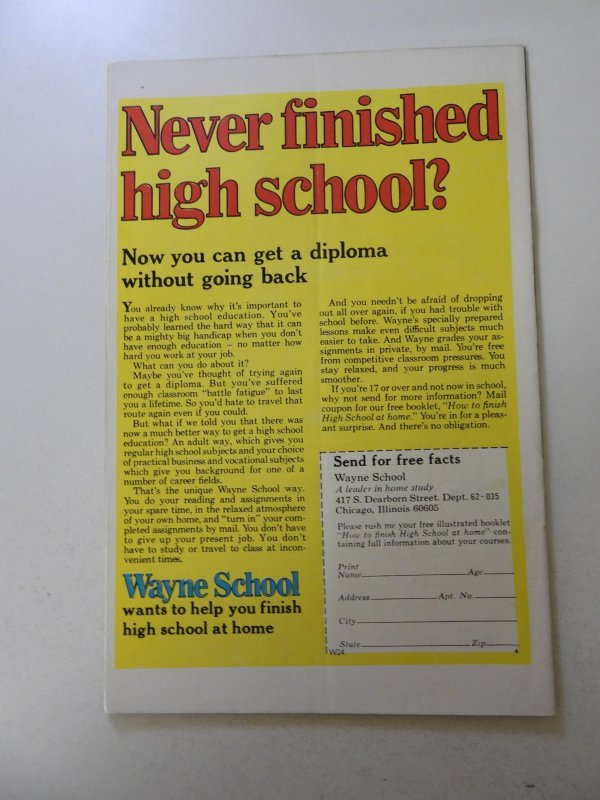 Never finished
high school?
Now you can get a diploma
without going back
You already know why it's important to
have a high school education. You've
probably learned the hard way that it can
be a mighty big handicap when you don't
have enough education — no matter how
hard you work at your job.
What can you do about it?
Maybe you've thought of trying again
to get a diploma. But you've suffered
enough classroom "battle fatigue" to last
you a lifetime. So you'd hate to travel that
route again even if you could.
But what if we told you that there was
now a much better way to get a high school
education? An adult way, which gives you
regular high school subjects and your choice
of practical business and vocational subjects
which give you background for one of a
number of career fields.
That's the unique Wayne School way.
You do your reading and assignments in
your spare time, in the relaxed atmosphere
of your own home, and "turn in" your com-
pleted assignments by mail. You don't have
to give up your present job. You don't
have to study or travel to class at incon-
venient times.
Wayne School
wants to help you finish
high school at home
And you needn't be afraid of dropping
out all over again, if you had trouble with
school before. Wayne's specially prepared
lessons make even difficult subjects much
easier to take. And Wayne grades your as-
signments in private, by mail. You're free
from competitive classroom pressures. You
stay relaxed, and your progress is much
smoother.
If you're 17 or over and not now in school,
why not send for more information? Mail
coupon for our free booklet, "How to finish
High School at home." You're in for a pleas-
ant surprise. And there's no obligation.
Send for free facts
Wayne School
A leader in home study
417 S. Dearborn Street. Dept. 62-035
Chicago, Illinois 60605
Please rush me your free illustrated booklet
"How to finish High School at home" con-
taining full information about your courses.
Print
Name Age
Address Apt. No.
City
State Zip
W24 4